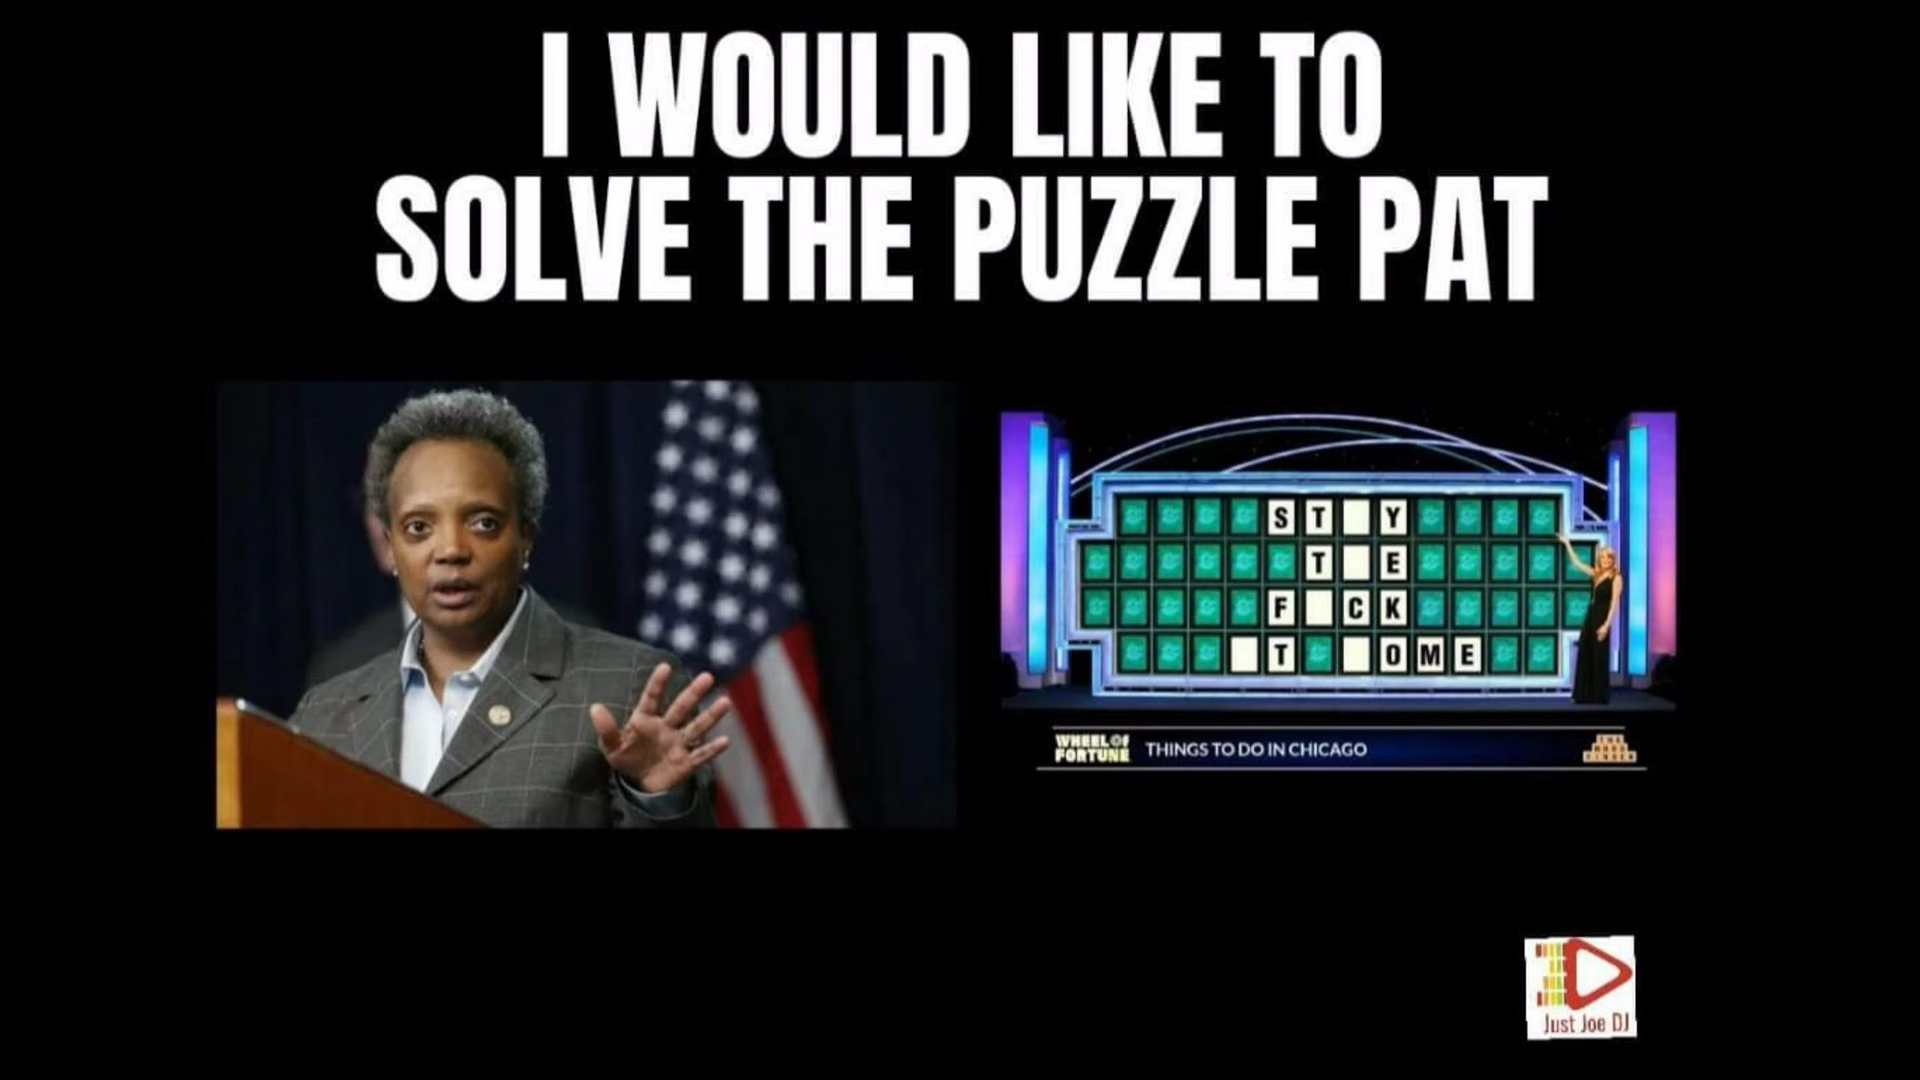 I WOULD LIKE TO
SOLVE THE PUZZLE PAT
ST Y
T E
F CK
T OME
WHEEL OF
FORTUNE
THINGS TO DO IN CHICAGO
Just Joe DJ